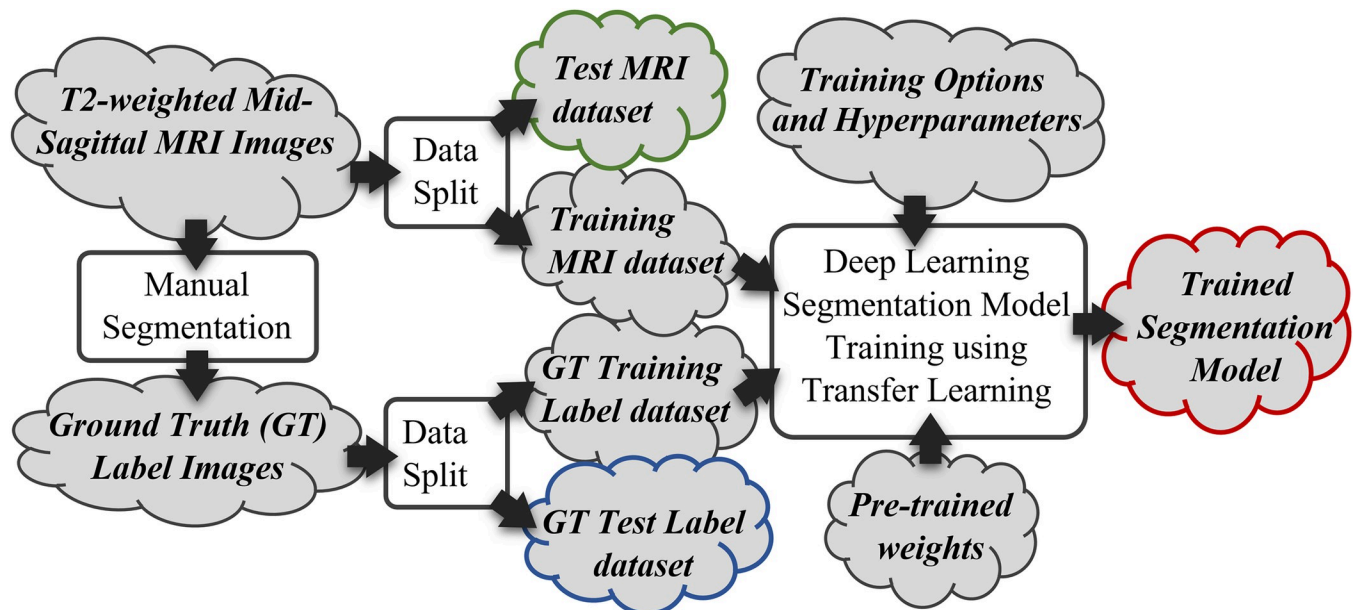 T2-weighted Mid-
Sagittal MRI Images
Manual
Segmentation
Ground Truth (GT)
Label Images
Data
Split
Data
Split
Test MRI
dataset
Training
MRI dataset
GT Training
Label dataset
GT Test Label
dataset
Training Options
and Hyperparameters
Deep Learning
Segmentation Model
Training using
Transfer Learning
Pre-trained
weights
Trained
Segmentation
Model